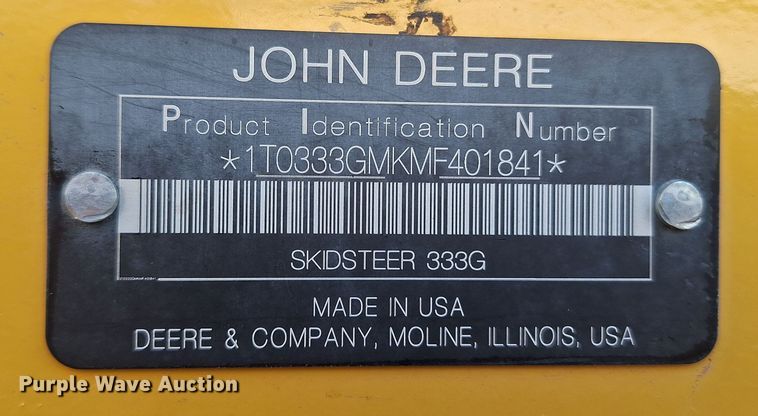 JOHN DEERE
Product Identification Number
*1T0333GMKMF401841*
SKIDSTEER 333G
MADE IN USA
DEERE & COMPANY, MOLINE, ILLINOIS, USA
Purple Wave Auction